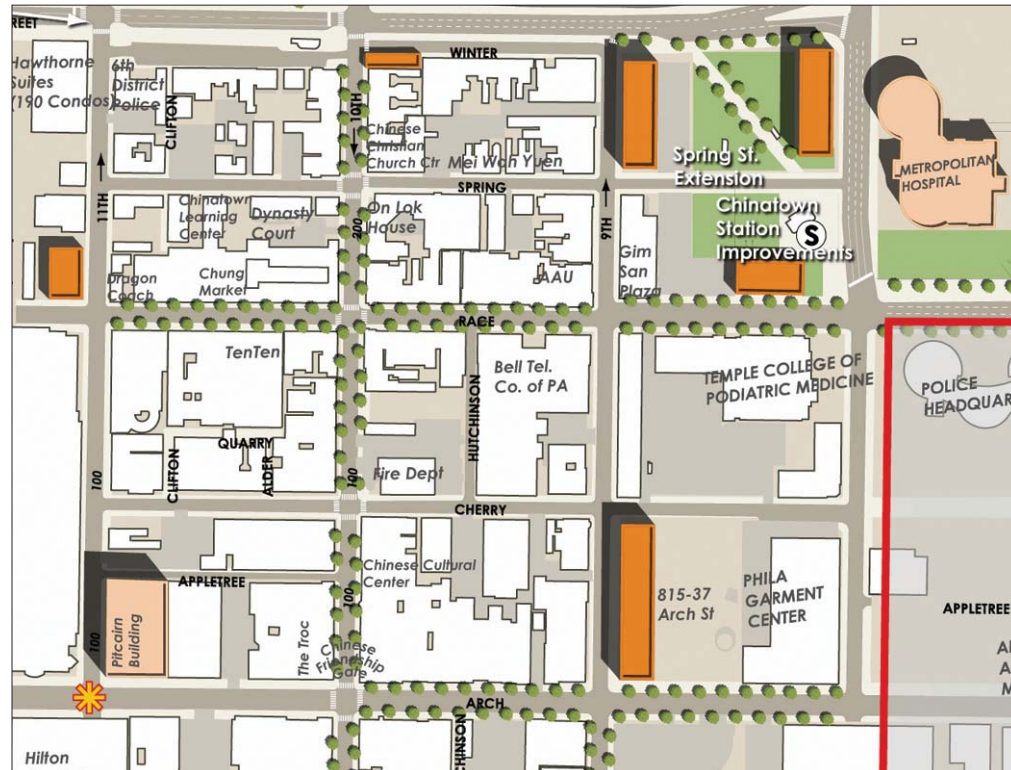 REET
WINTER
Hawthorne
Suites
(190 Condos)
6th
District
Police
CLIFTON
10TH
Chinese
Christian
Church Ctr
Mei Wah Yuen
Spring St.
Extension
METROPOLITAN
HOSPITAL
11TH
SPRING
9TH
Chinatown
Learning
Center
Dynasty
Court
200
On Lok
House
Chinatown
Station
Improvements
S
Gim
San
Plaza
AAU
Dragon
Coach
Chung
Market
RACE
TenTen
Bell Tel.
Co. of PA
TEMPLE COLLEGE OF
PODIATRIC MEDICINE
POLICE
HEADQUAR
HUTCHINSON
QUARRY
CLIFTON
ALDER
100
100
Fire Dept
CHERRY
Chinese Cultural
Center
APPLETREE
100
815-37
Arch St
PHILA
GARMENT
CENTER
APPLETREE
Pitcairn
Building
100
The Troc
Chinese
Friendship
Gate
A
M
ARCH
Hilton
CHINSON